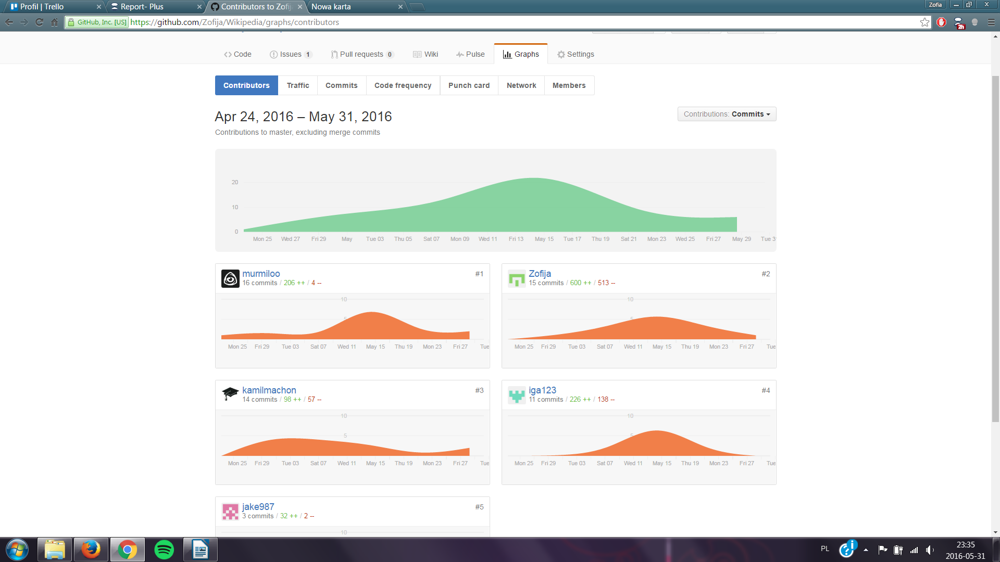 Profil | Trello
Report- Plus
Contributors to Zofij
Nowa karta
Zofia
GitHub, Inc. [US]
https://github.com/Zofija/Wikipedia/graphs/contributors
2h
Code
Issues 1
Pull requests 0
Wiki
Pulse
Graphs
Settings
Contributors
Traffic
Commits
Code frequency
Punch card
Network
Members
Apr 24, 2016 – May 31, 2016
Contributions: Commits
Contributions to master, excluding merge commits
20
10
0
Mon 25 Wed 27 Fri 29 May Tue 03 Thu 05 Sat 07 Mon 09 Wed 11 Fri 13 May 15 Tue 17 Thu 19 Sat 21 Mon 23 Wed 25 Fri 27 May 29 Tue 31
murmiloo
#1
16 commits / 206 ++ / 4 --
10
5
Mon 25 Fri 29 Tue 03 Sat 07 Wed 11 May 15 Thu 19 Mon 23 Fri 27 Tue
Zofija
#2
15 commits / 600 ++ / 513 --
10
5
Mon 25 Fri 29 Tue 03 Sat 07 Wed 11 May 15 Thu 19 Mon 23 Fri 27 Tue
kamilmachon
#3
14 commits / 98 ++ / 57 --
10
5
Mon 25 Fri 29 Tue 03 Sat 07 Wed 11 May 15 Thu 19 Mon 23 Fri 27 Tue
iga123
#4
11 commits / 226 ++ / 138 --
10
5
Mon 25 Fri 29 Tue 03 Sat 07 Wed 11 May 15 Thu 19 Mon 23 Fri 27 Tue
jake987
#5
3 commits / 32 ++ / 2 --
10
PL
23:35
2016-05-31